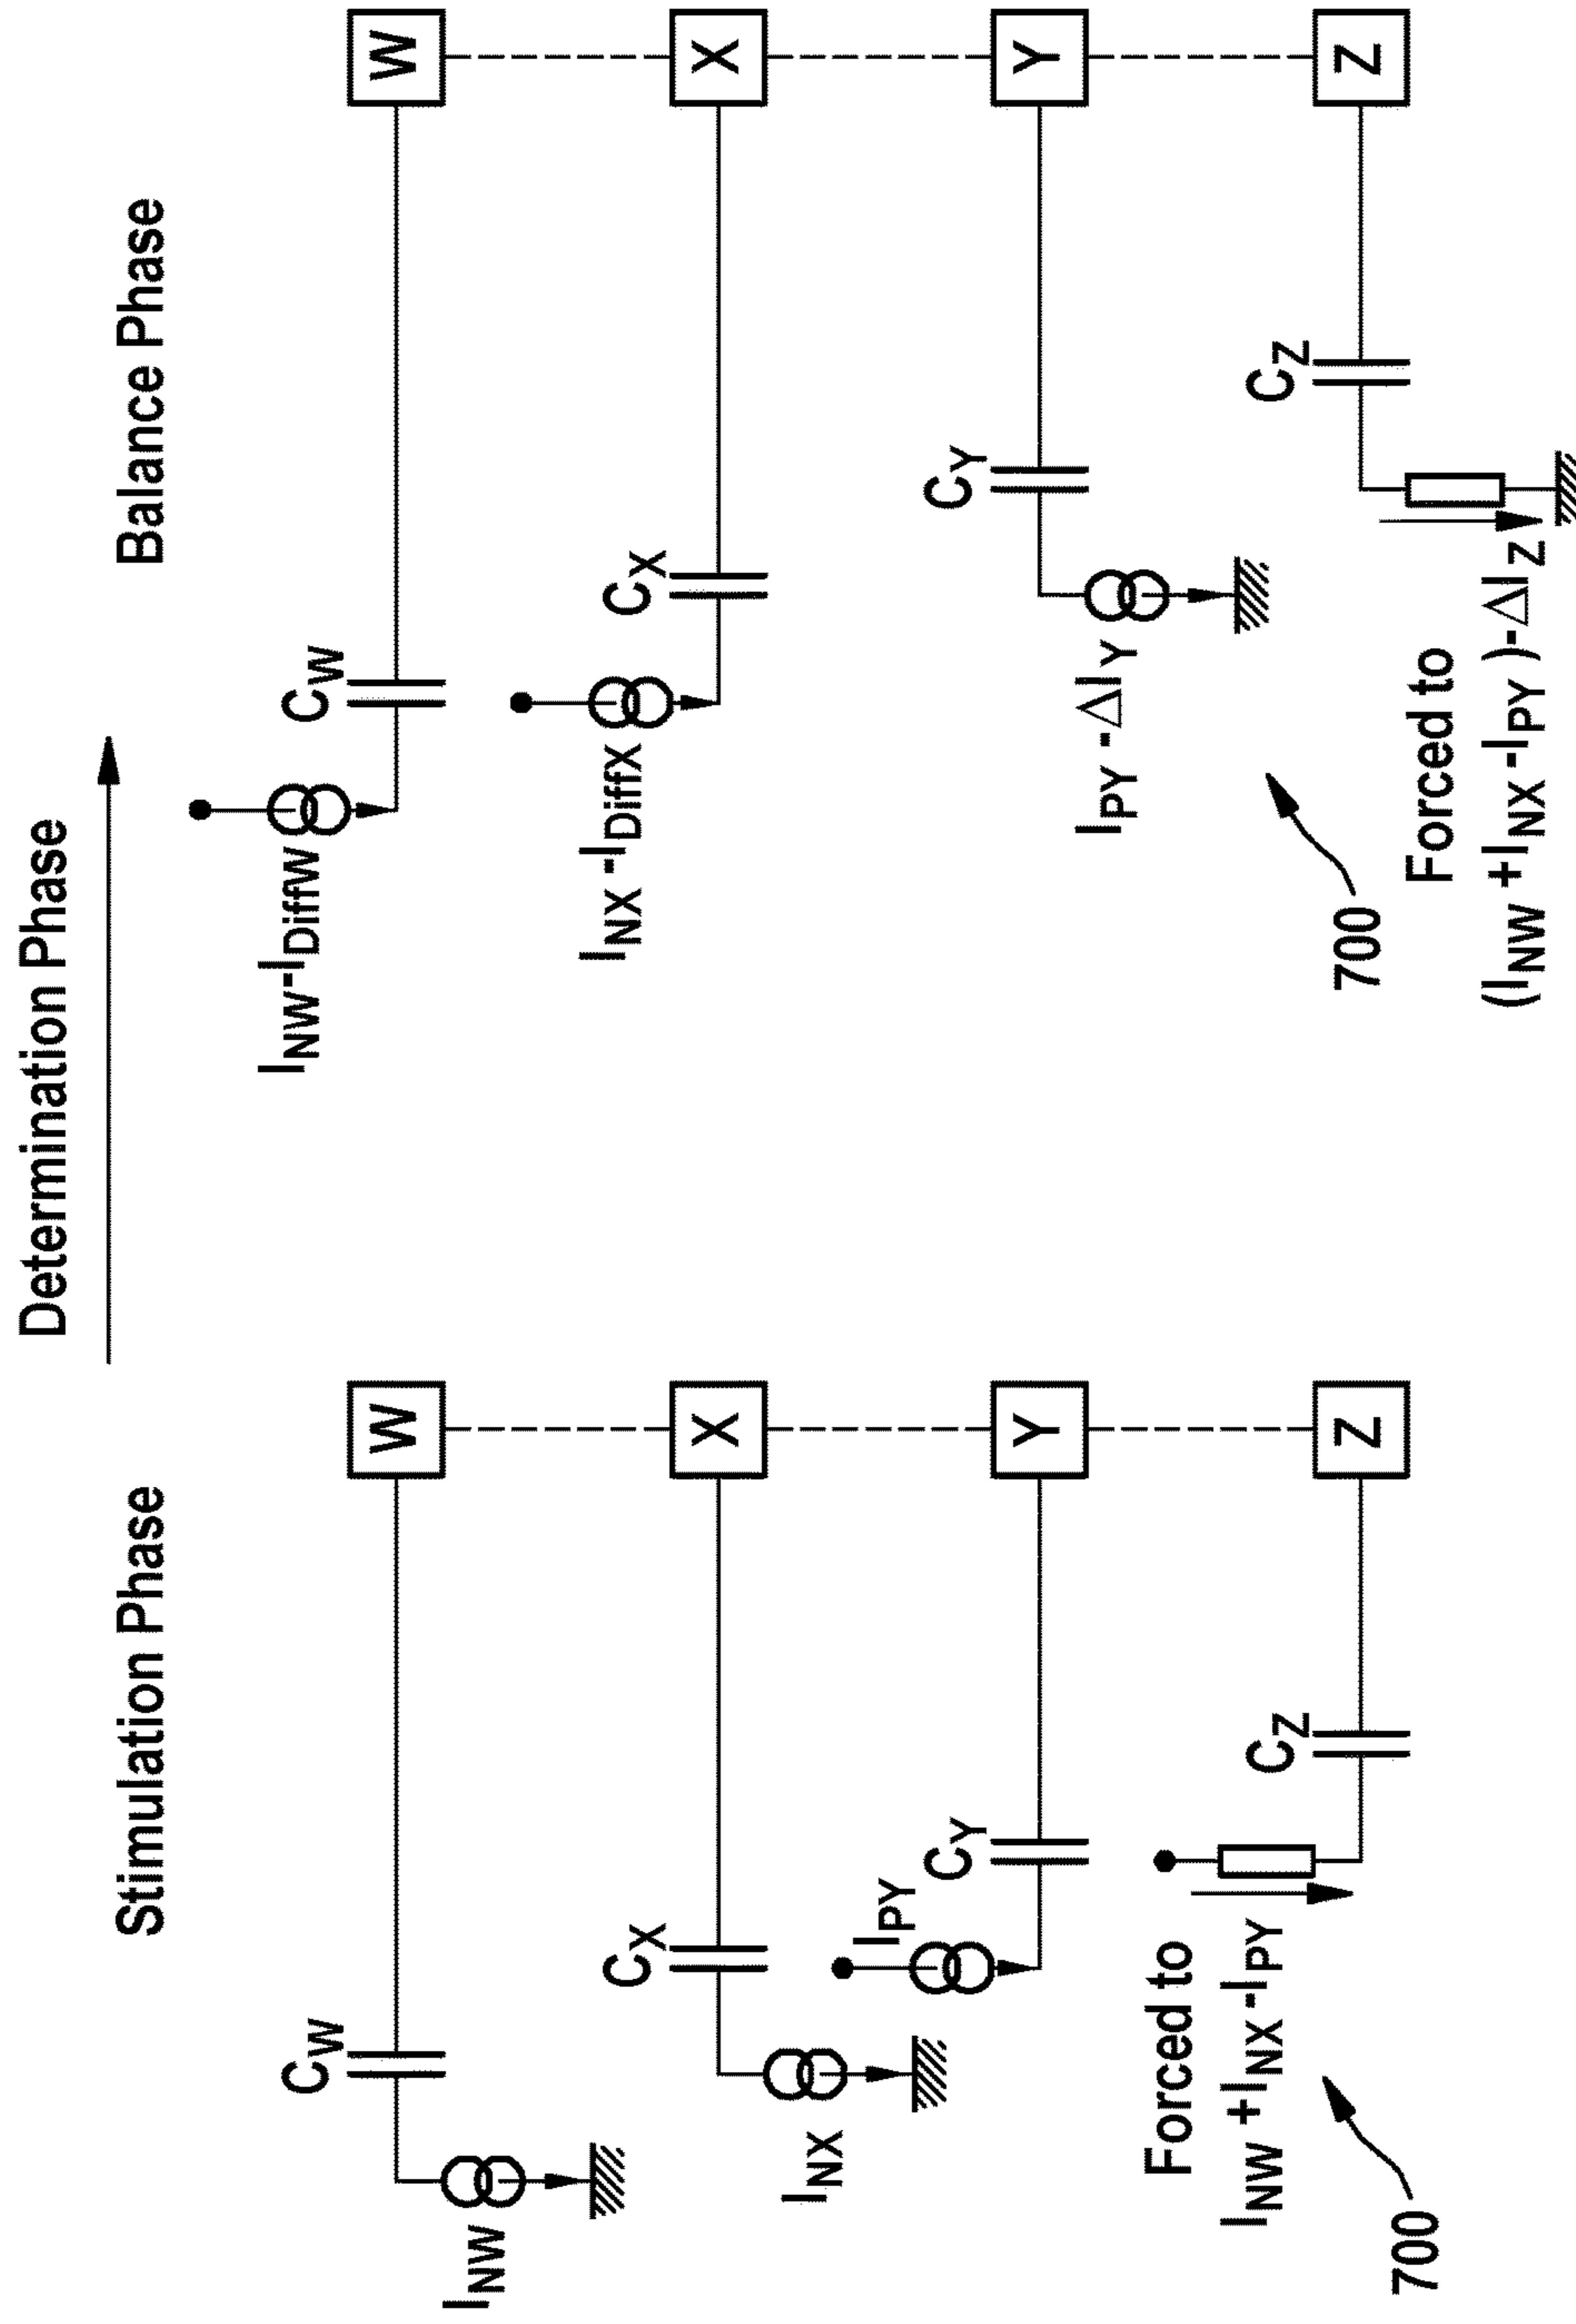 Determination Phase
Stimulation Phase
C_W
W
I_NW
C_X
X
I_NX
I_PY
C_Y
Y
Forced to
I_NW +I_NX -I_PY
C_Z
Z
700
Balance Phase
I_NW-I_DiffW
C_W
W
I_NX -I_DiffX
C_X
X
C_Y
Y
I_PY -ΔI_Y
700
C_Z
Z
Forced to
(I_NW +I_NX -I_PY )-ΔI_Z